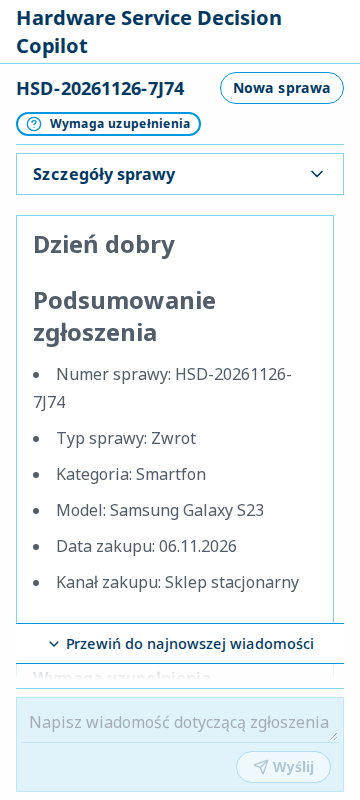 Hardware Service Decision
Copilot
HSD-20261126-7J74
Nowa sprawa
Wymaga uzupełnienia
Szczegóły sprawy
Dzień dobry
Podsumowanie
zgłoszenia
Numer sprawy: HSD-20261126-
7J74
Typ sprawy: Zwrot
Kategoria: Smartfon
Model: Samsung Galaxy S23
Data zakupu: 06.11.2026
Kanał zakupu: Sklep stacjonarny
Przewiń do najnowszej wiadomości
Wymaga uzupełnienia
Napisz wiadomość dotyczącą zgłoszenia
Wyślij